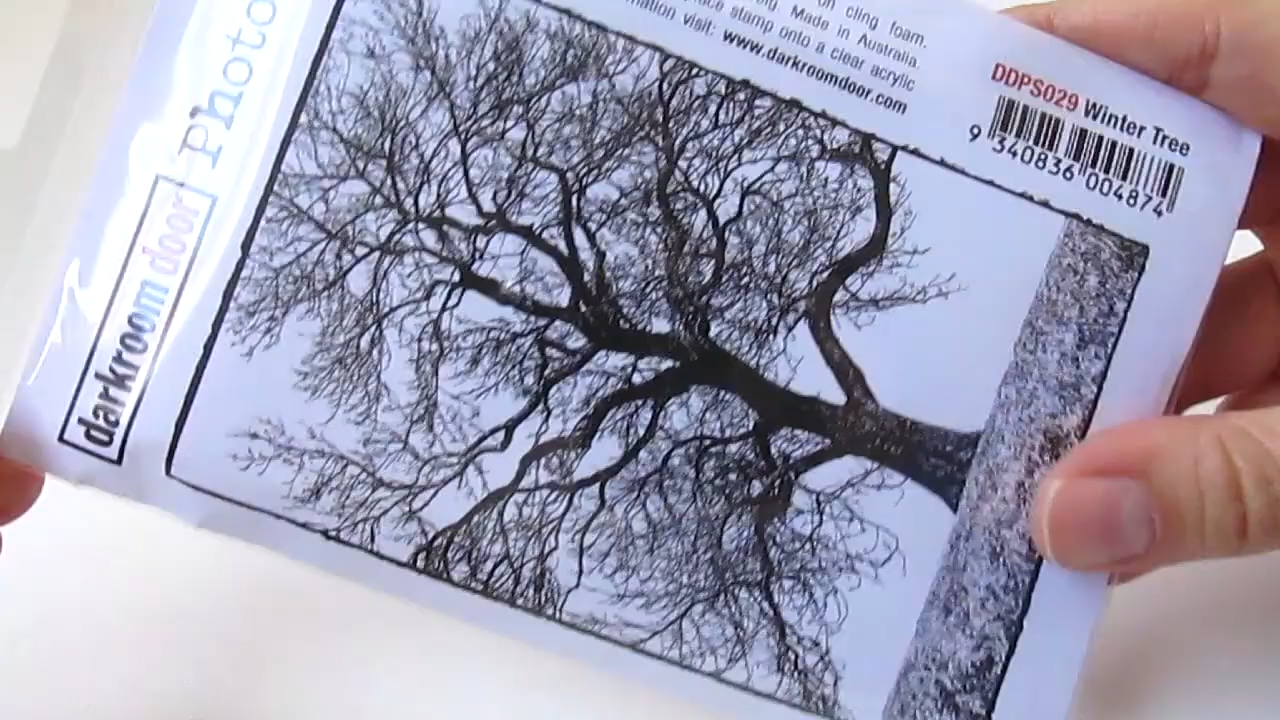 darkroom door
Photo
on cling foam.
Made in Australia.
stamp onto a clear acrylic
visit: www.darkroomdoor.com
DDPS029 Winter Tree
9 340836 004874